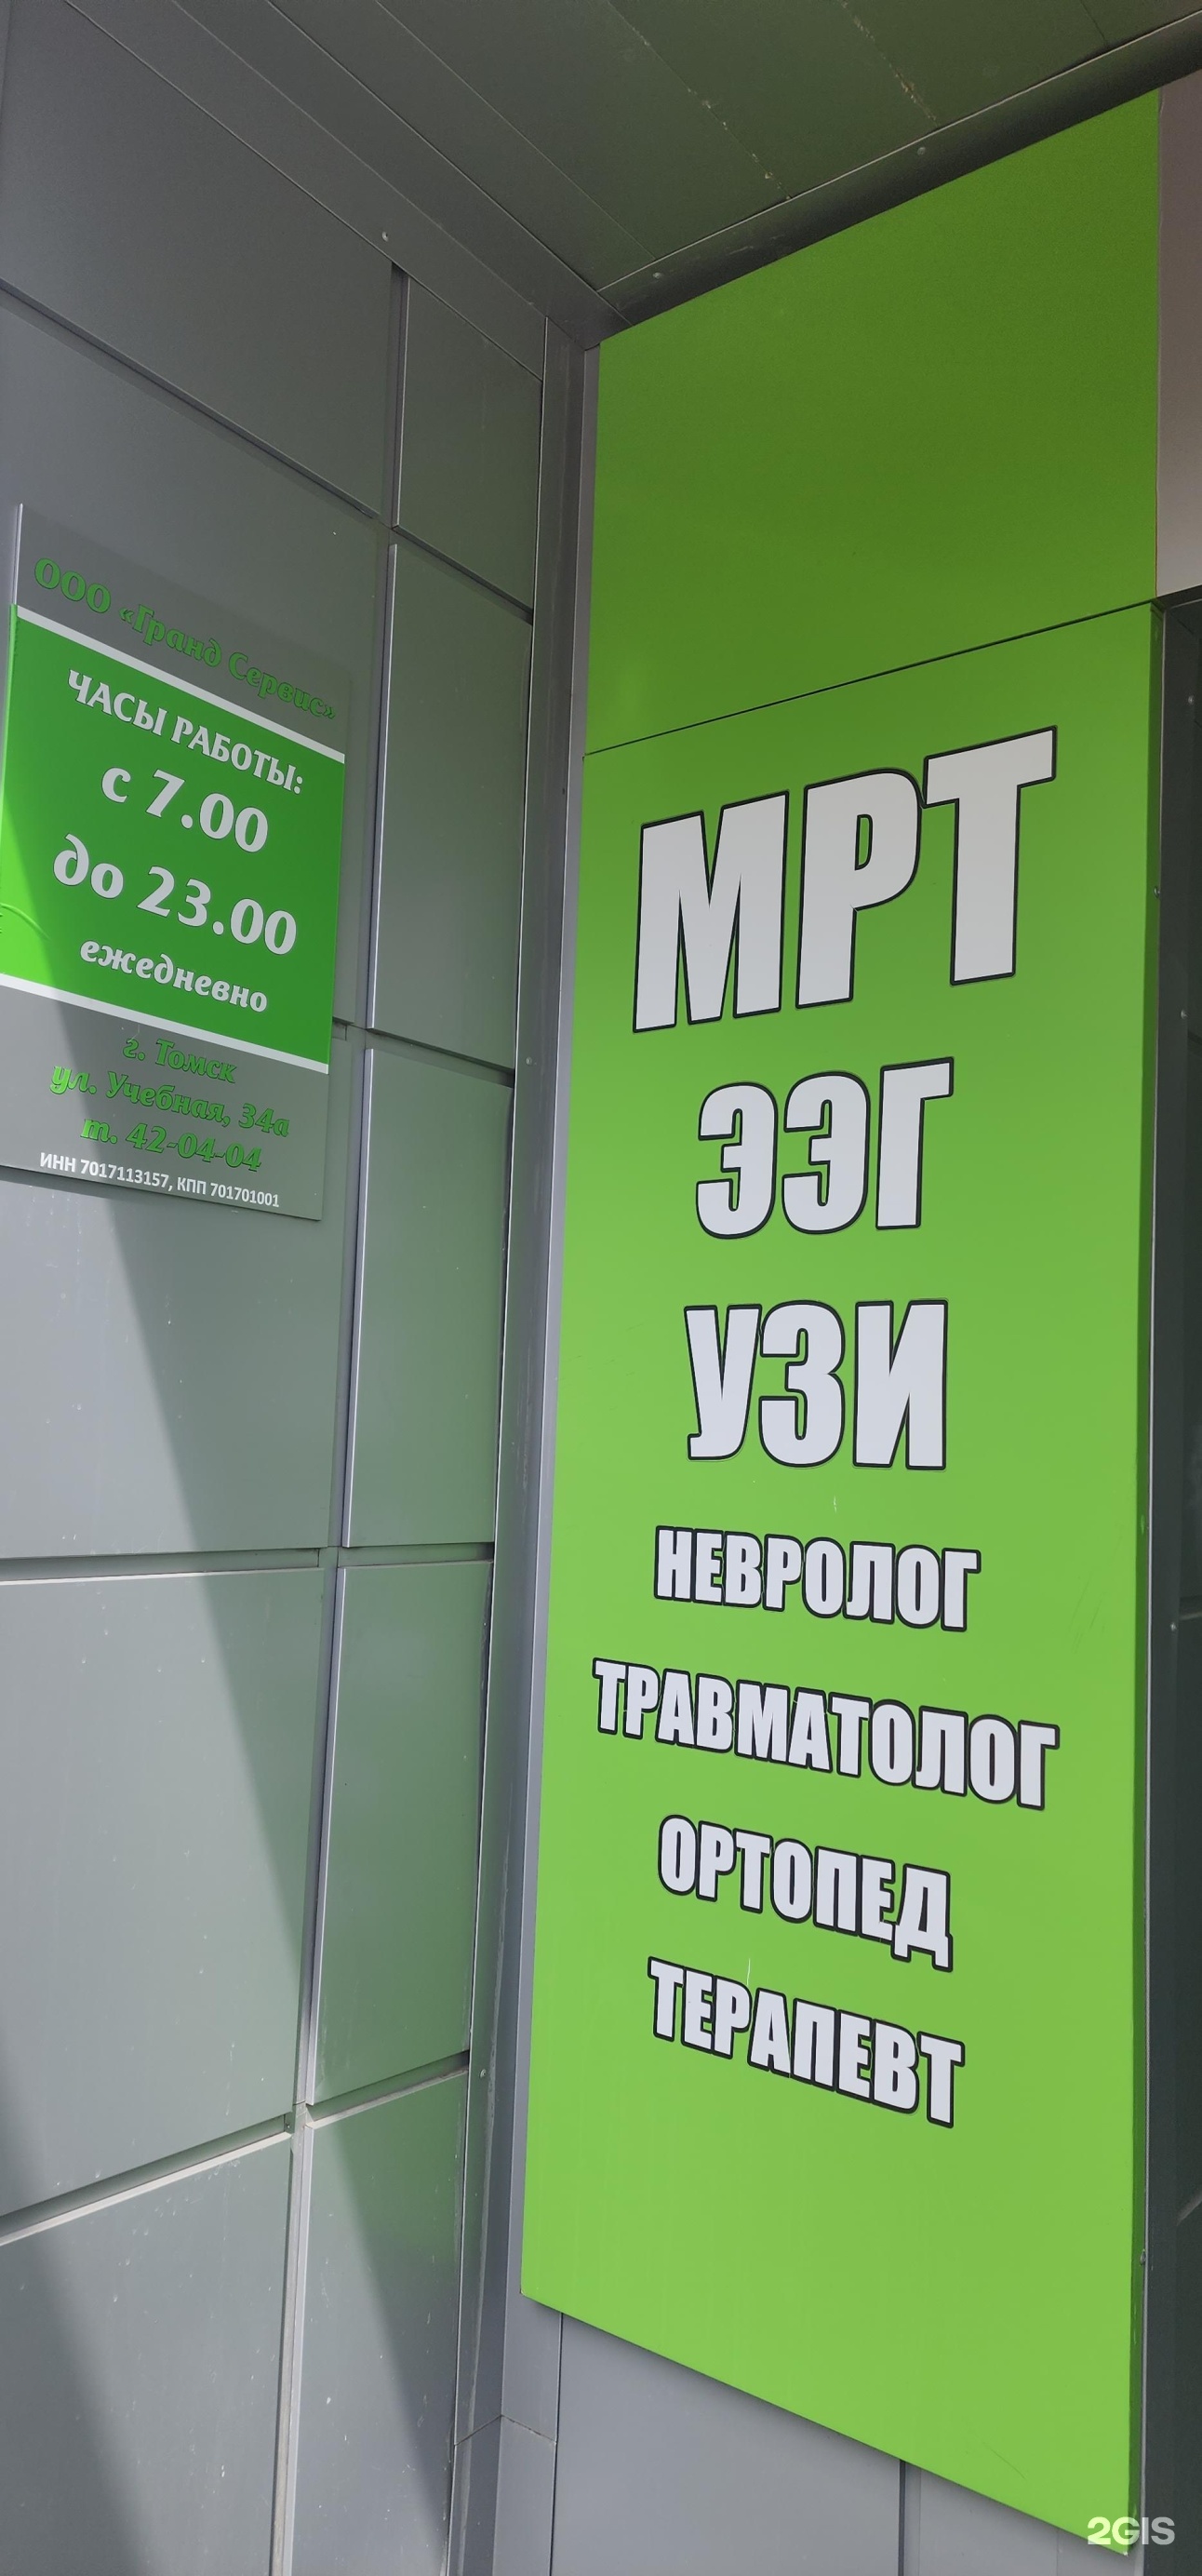 ООО «Гранд Сервис»
ЧАСЫ РАБОТЫ:
с 7.00
до 23.00
ежедневно
г. Томск
ул. Учебная, 34а
т. 42-04-04
ИНН 7017113157, КПП 701701001
МРТ
ЭЭГ
УЗИ
НЕВРОЛОГ
ТРАВМАТОЛОГ
ОРТОПЕД
ТЕРАПЕВТ
2GIS